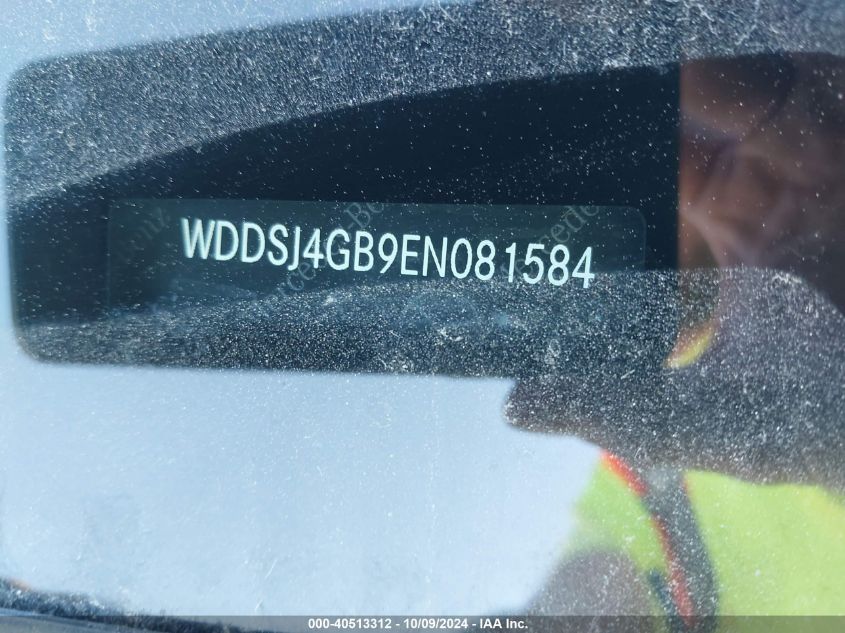 WDDSJ4GB9EN081584
000-40513312 - 10/09/2024 - IAA Inc.